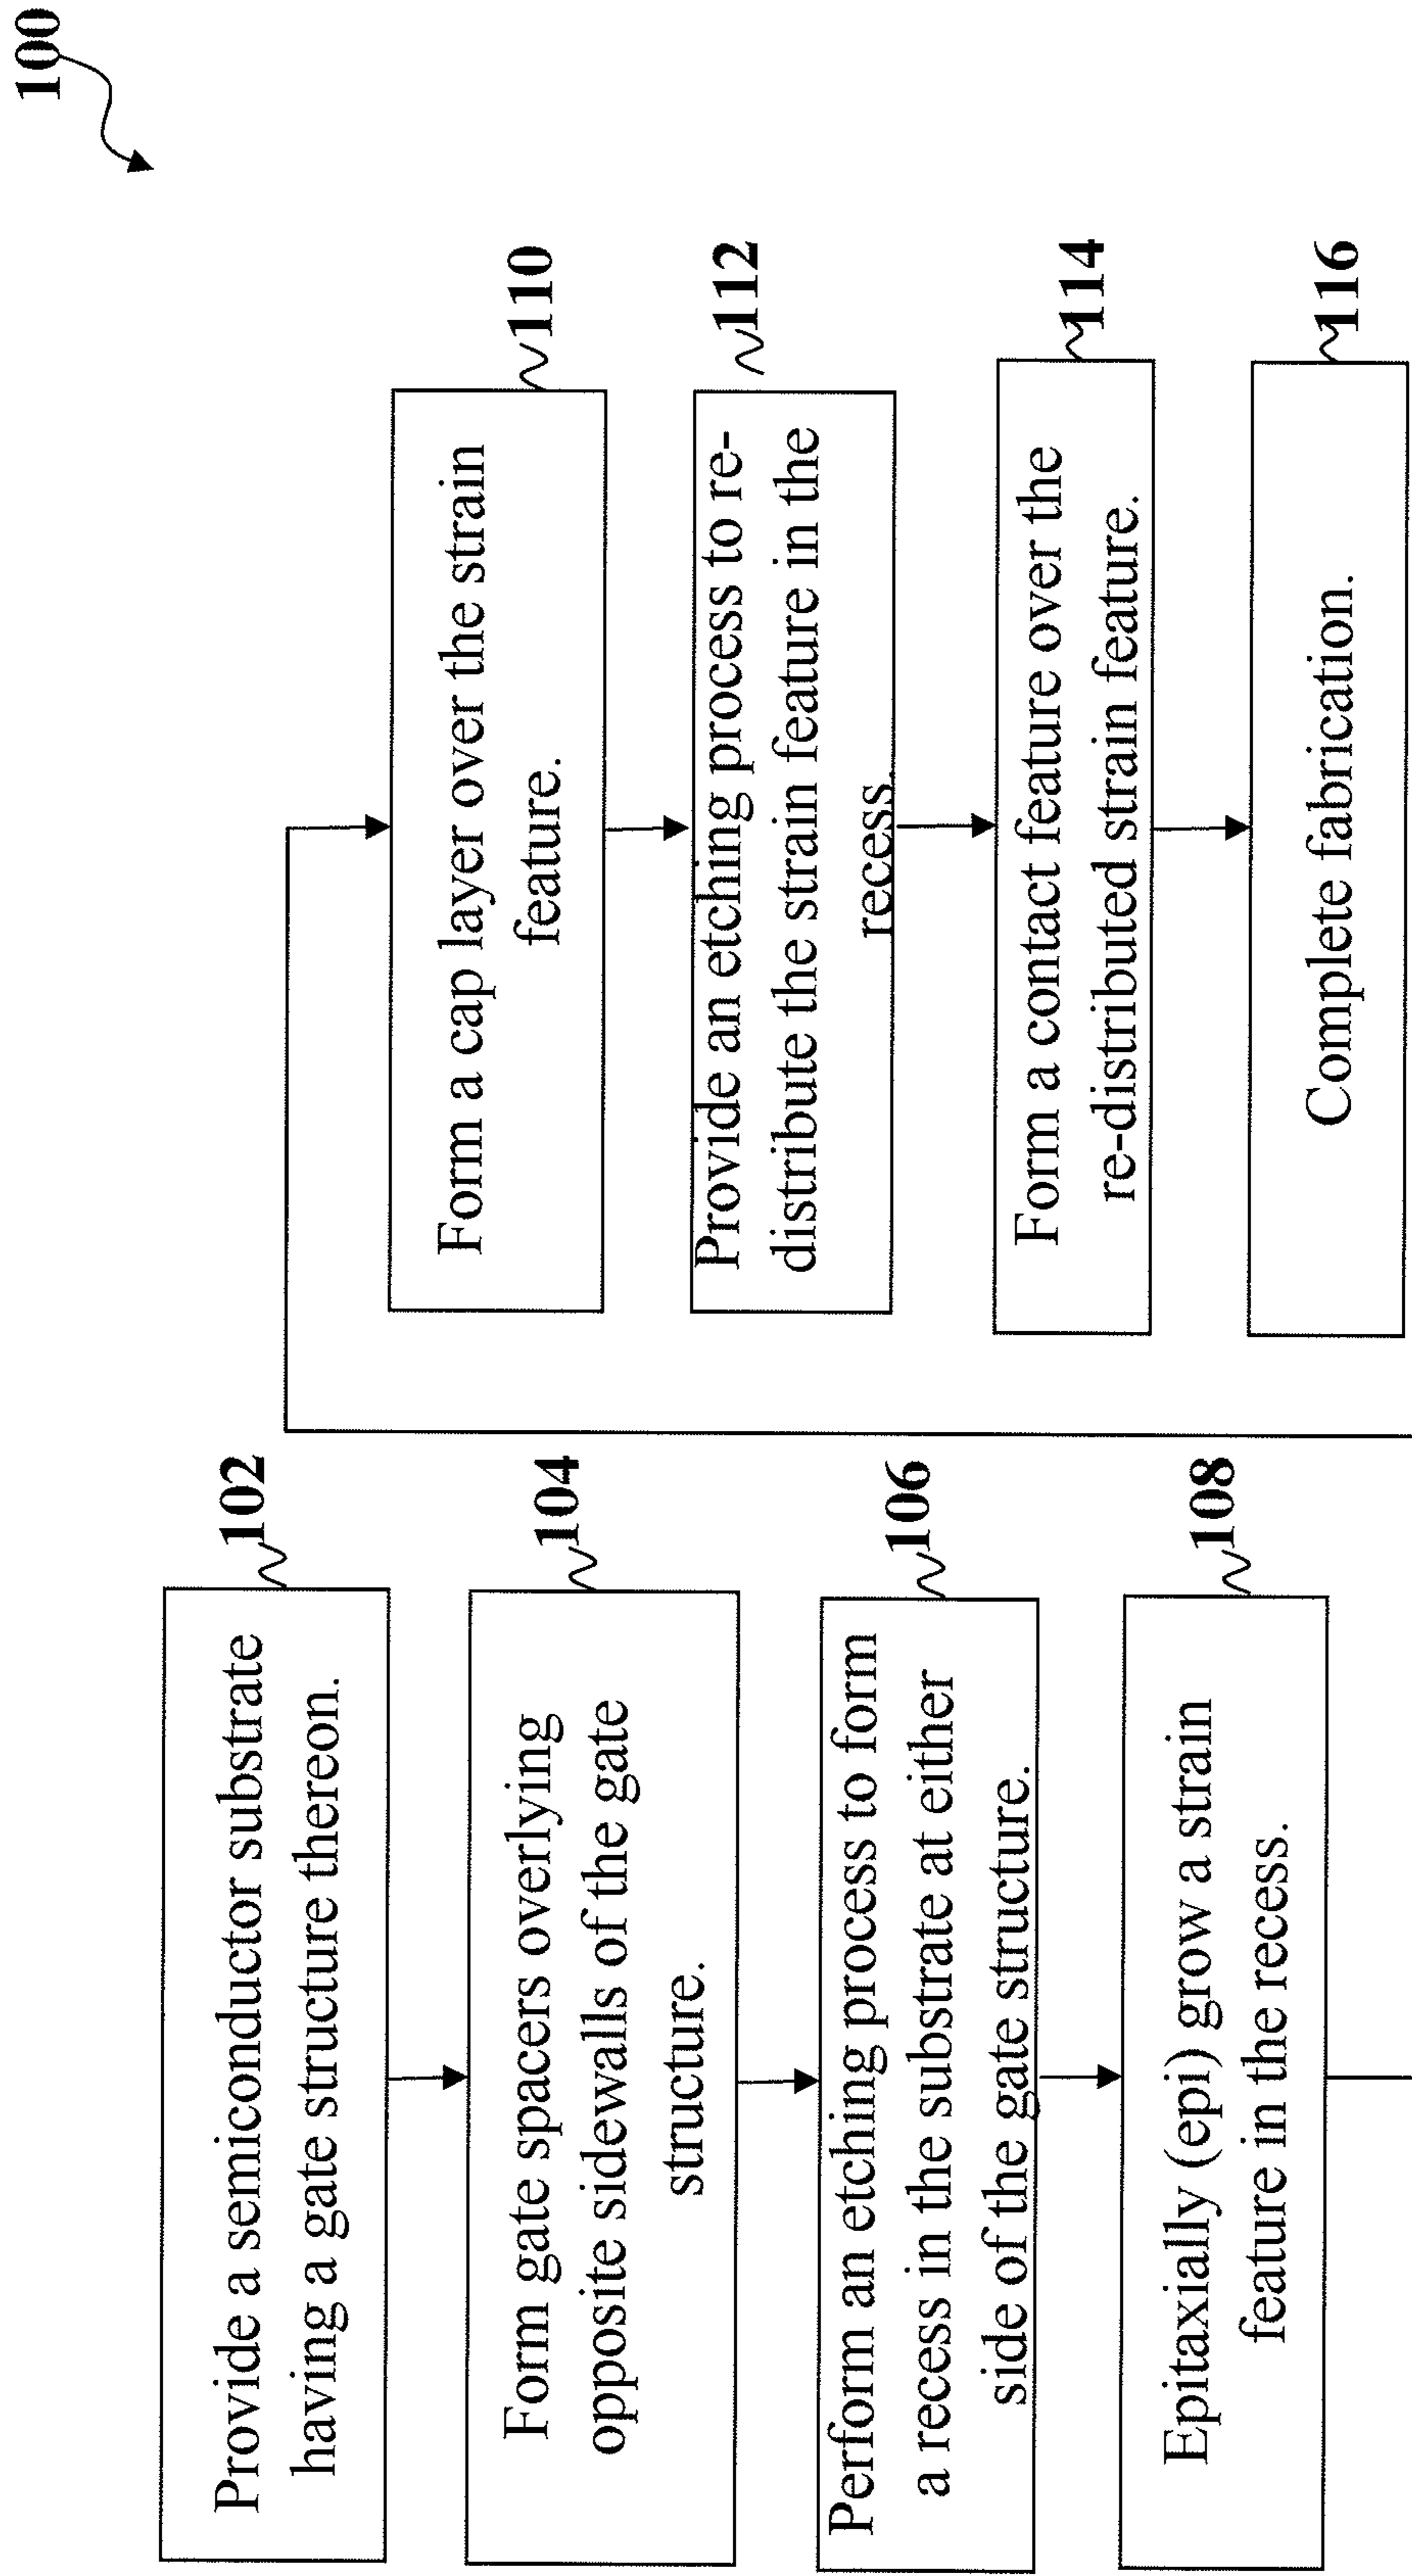 100
102
Provide a semiconductor substrate
having a gate structure thereon.
104
Form gate spacers overlying
opposite sidewalls of the gate
structure.
106
Perform an etching process to form
a recess in the substrate at either
side of the gate structure.
108
Epitaxially (epi) grow a strain
feature in the recess.
110
Form a cap layer over the strain
feature.
112
Provide an etching process to re-
distribute the strain feature in the
recess.
114
Form a contact feature over the
re-distributed strain feature.
116
Complete fabrication.